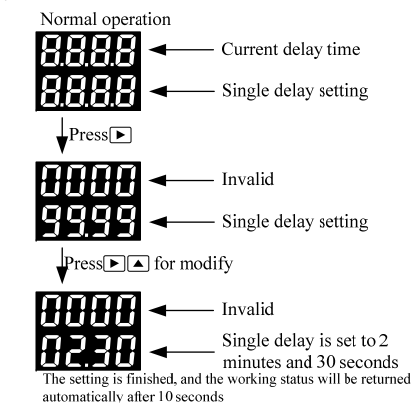 Normal operation
8.8.8.8 Current delay time
8.8.8.8 Single delay setting
Press▶
0000 Invalid
99.99 Single delay setting
Press▶▲ for modify
0000 Invalid
02.30 Single delay is set to 2
minutes and 30 seconds
The setting is finished, and the working status will be returned
automatically after 10 seconds